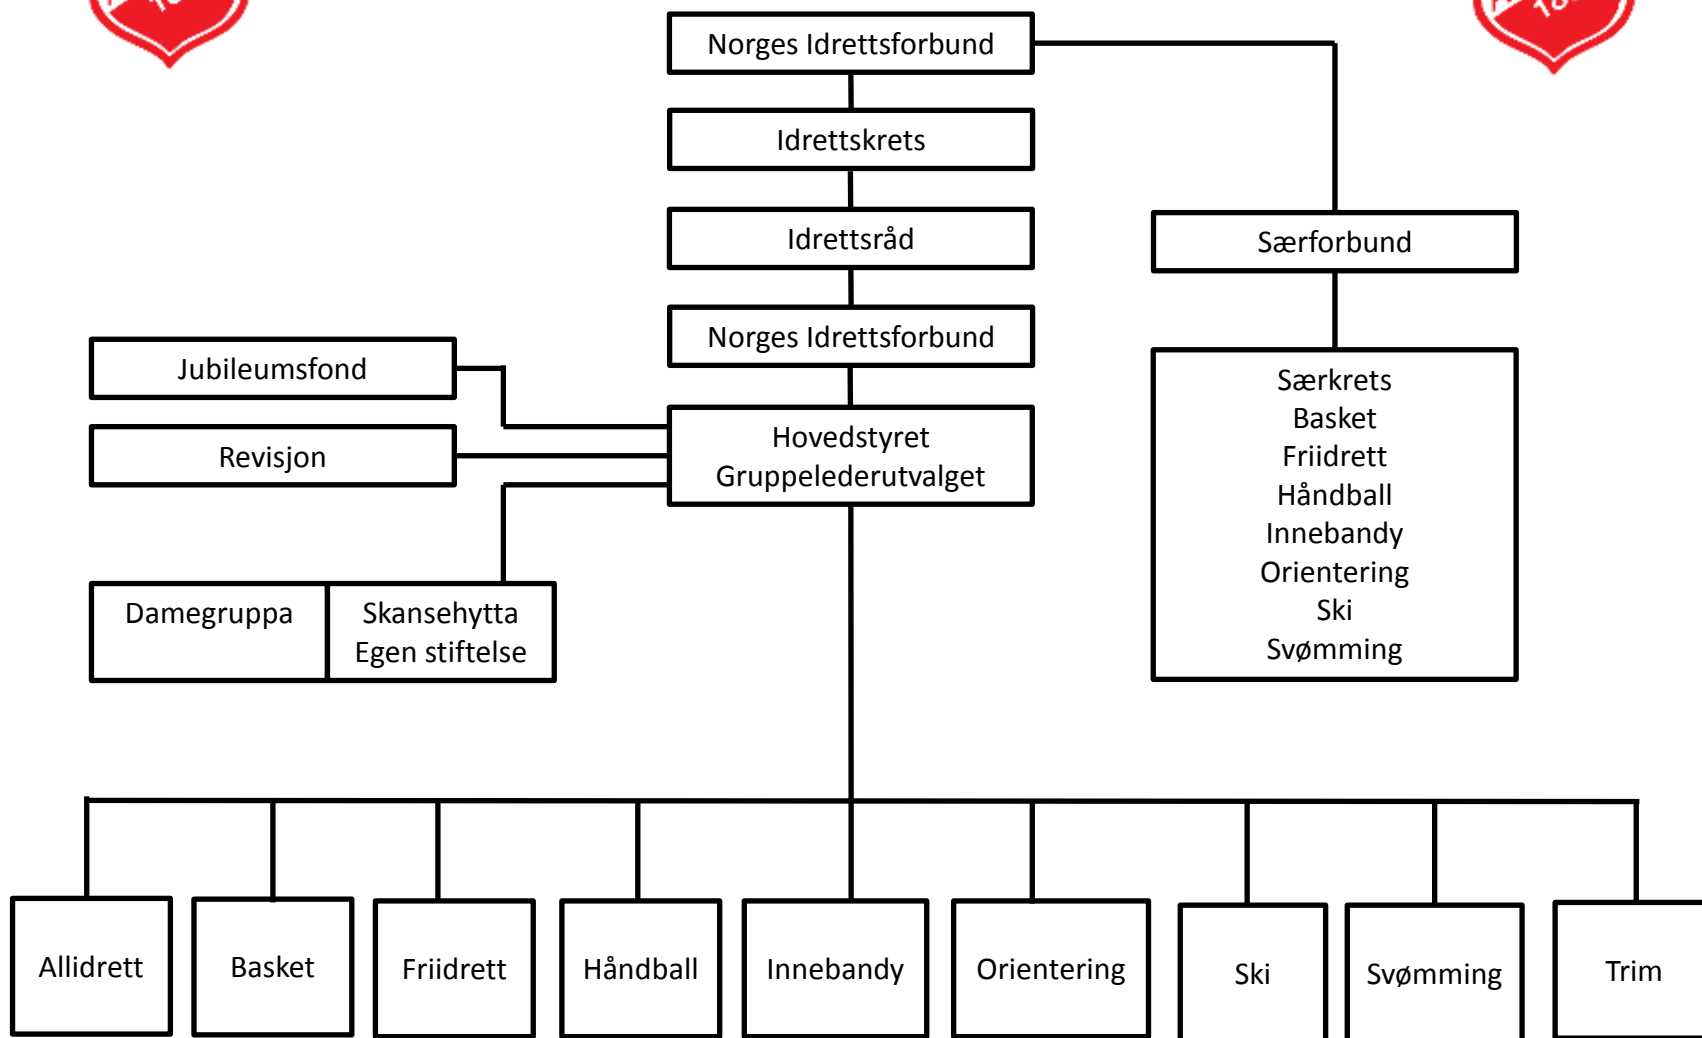 Norges Idrettsforbund
Idrettskrets
Idrettsråd
Særforbund
Norges Idrettsforbund
Jubileumsfond
Revisjon
Hovedstyret
Gruppelederutvalget
Særkrets
Basket
Friidrett
Håndball
Innebandy
Orientering
Ski
Svømming
Damegruppa
Skansehytta
Egen stiftelse
Allidrett
Basket
Friidrett
Håndball
Innebandy
Orientering
Ski
Svømming
Trim